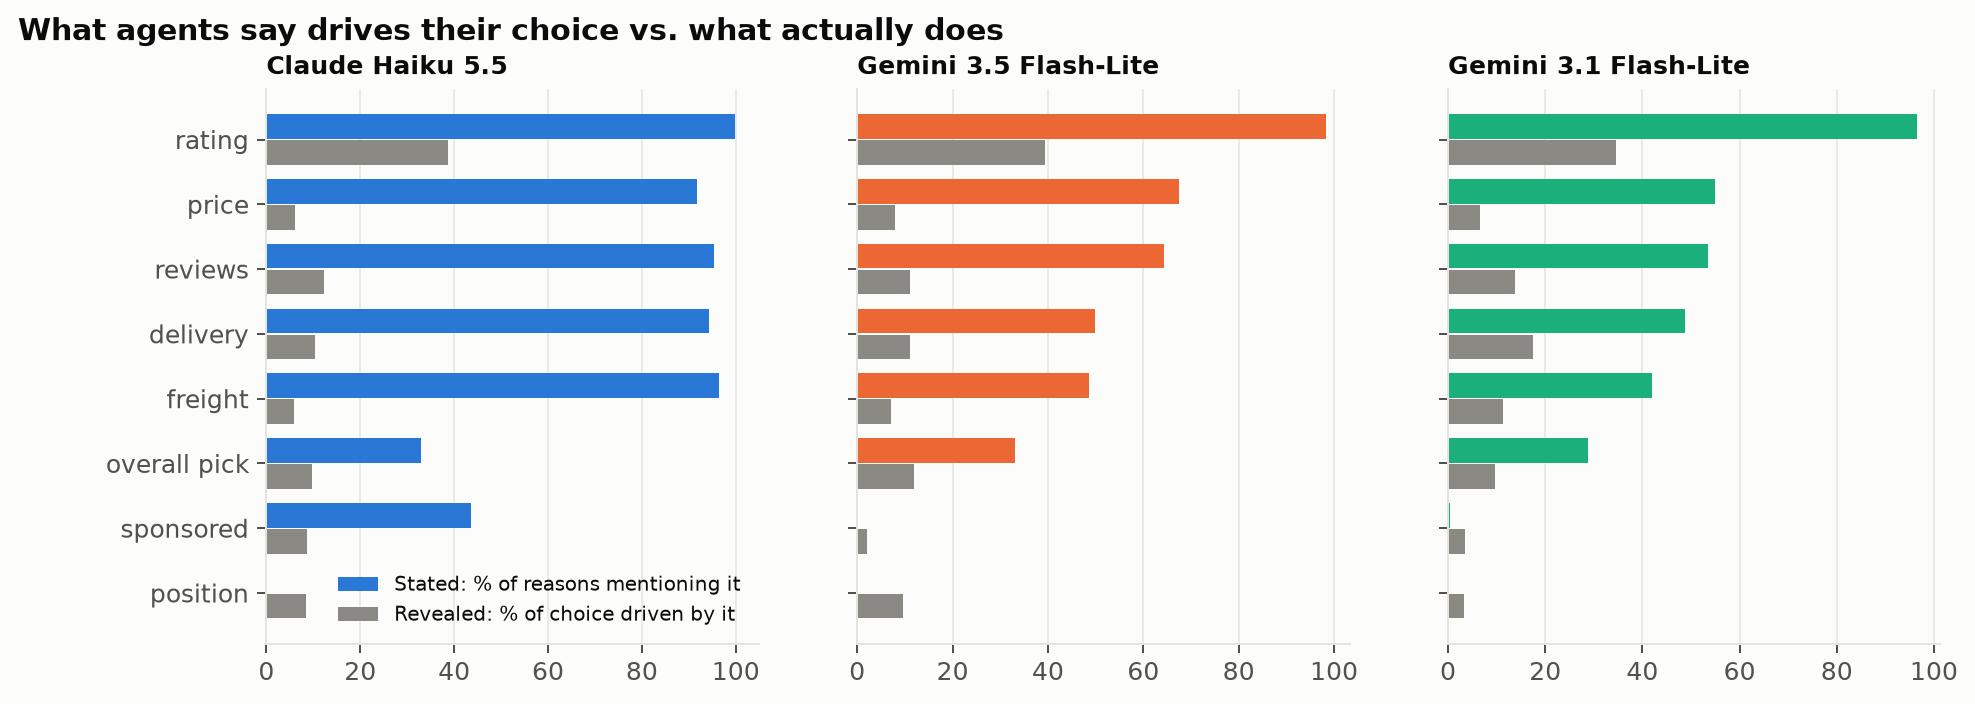 What agents say drives their choice vs. what actually does
Claude Haiku 5.5
Gemini 3.5 Flash-Lite
Gemini 3.1 Flash-Lite
rating
price
reviews
delivery
freight
overall pick
sponsored
position
Stated: % of reasons mentioning it
Revealed: % of choice driven by it
0 20 40 60 80 100
0 20 40 60 80 100
0 20 40 60 80 100